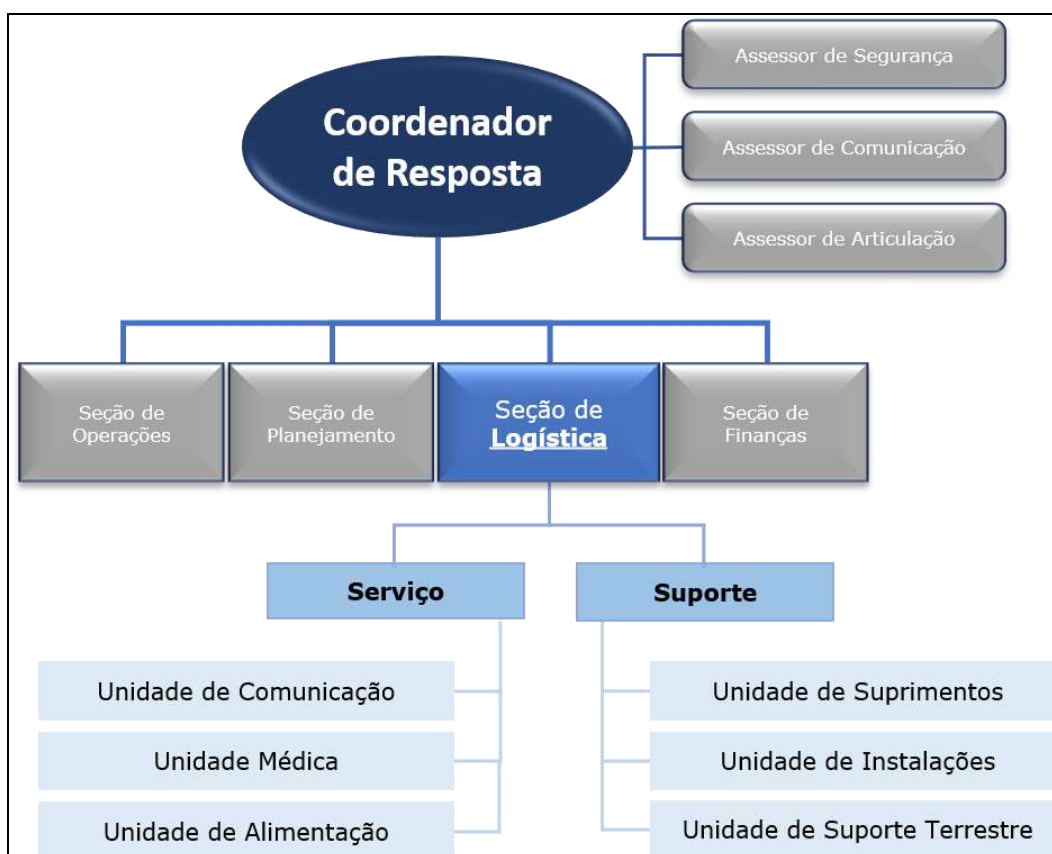 Assessor de Segurança
Coordenador
de Resposta
Assessor de Comunicação
Assessor de Articulação
Seção de
Operações
Seção de
Planejamento
Seção de
Logística
Seção de
Finanças
Serviço
Suporte
Unidade de Comunicação
Unidade Médica
Unidade de Alimentação
Unidade de Suprimentos
Unidade de Instalações
Unidade de Suporte Terrestre